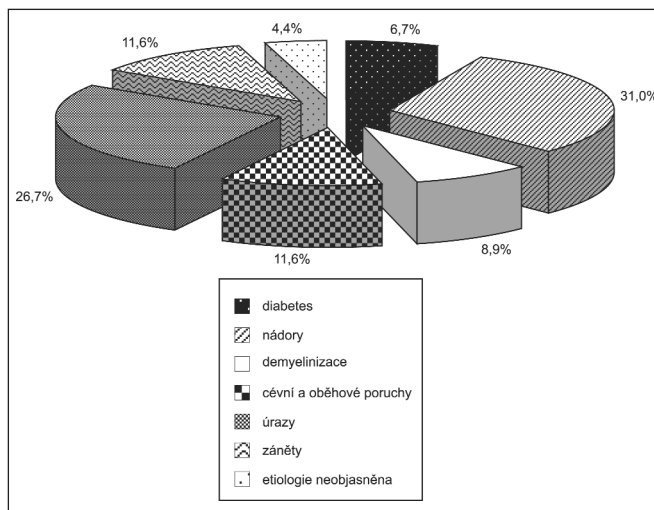 4,4%
6,7%
11,6%
31,0%
26,7%
8,9%
11,6%
diabetes
nádory
demyelinizace
cévní a oběhové poruchy
úrazy
záněty
etiologie neobjasněna